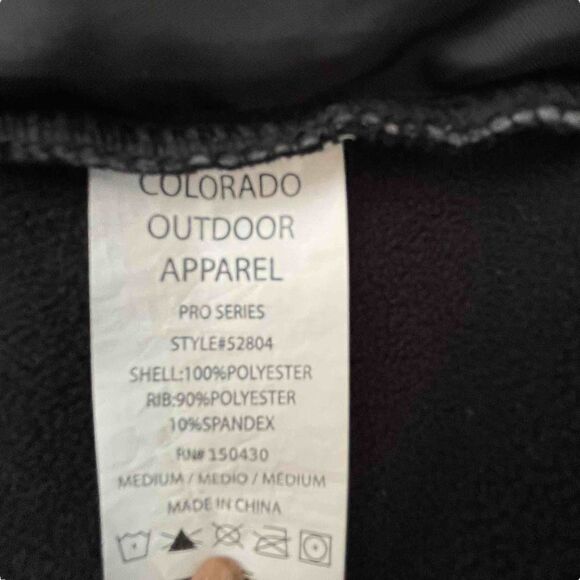 COLORADO
OUTDOOR
APPAREL
PRO SERIES
STYLE#52804
SHELL:100%POLYESTER
RIB:90%POLYESTER
10%SPANDEX
RN# 150430
MEDIUM / MEDIO / MÉDIUM
MADE IN CHINA